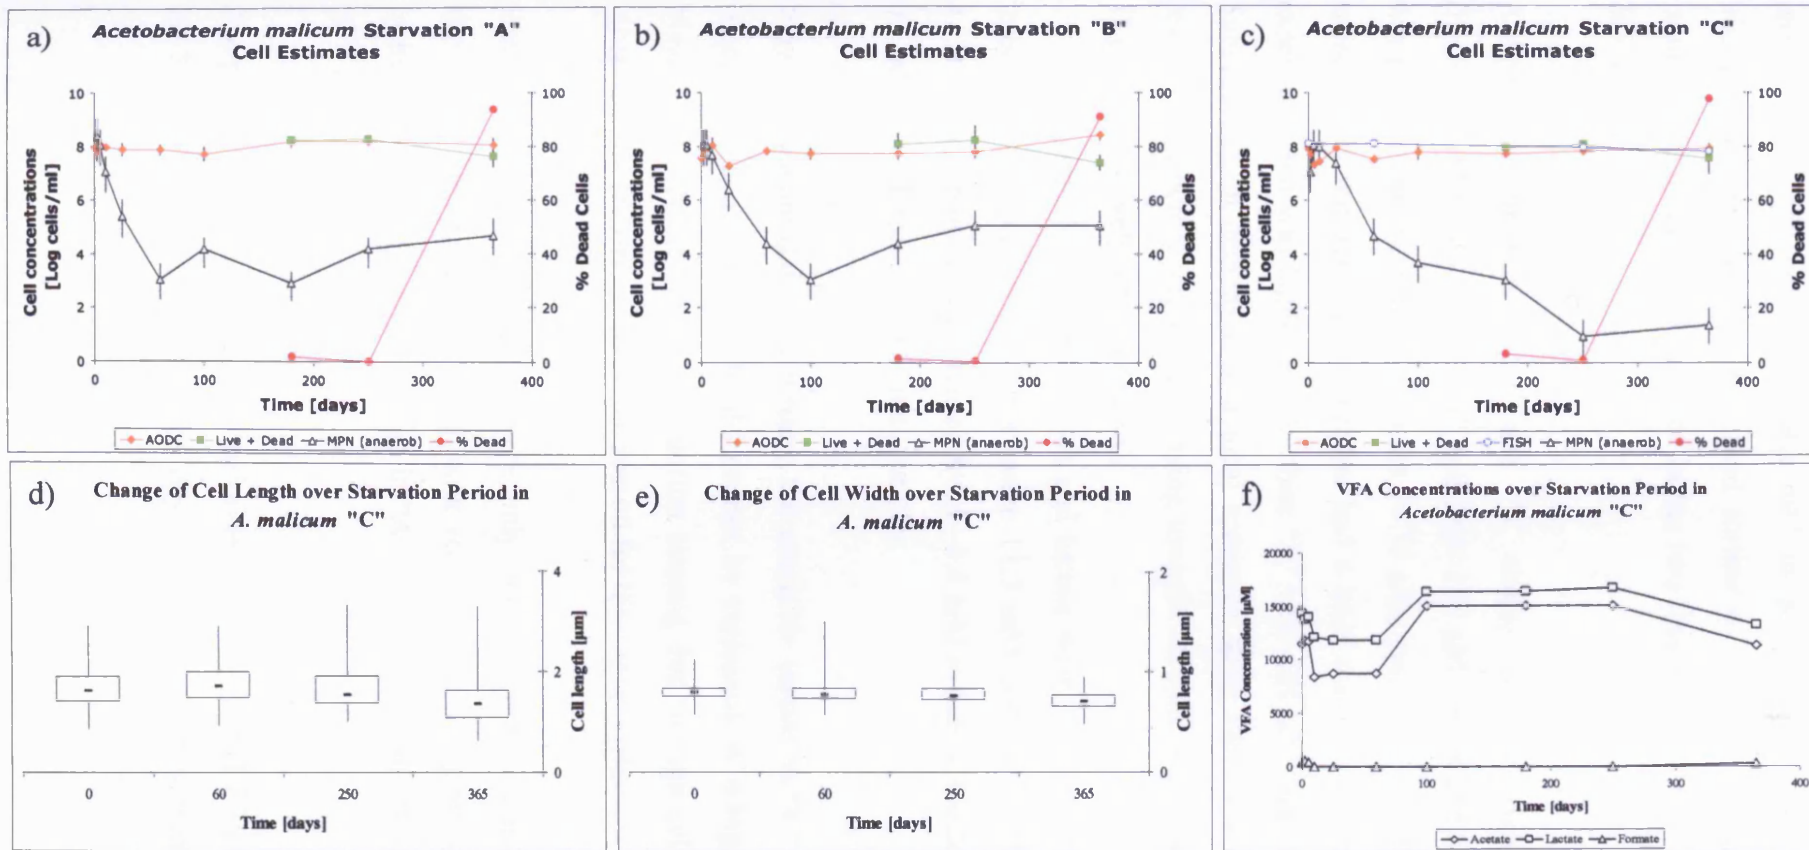 a)
Acetobacterium malicum Starvation "A"
Cell Estimates
Cell concentrations
[Log cells/ml]
10
8
6
4
2
0
100
80
60
40
20
0
% Dead Cells
0 100 200 300 400
Time [days]
AODC Live + Dead MPN (anaerob) % Dead
b)
Acetobacterium malicum Starvation "B"
Cell Estimates
Cell concentrations
[Log cells/ml]
10
8
6
4
2
0
100
80
60
40
20
0
% Dead Cells
0 100 200 300 400
Time [days]
AODC Live + Dead MPN (anaerob) % Dead
c)
Acetobacterium malicum Starvation "C"
Cell Estimates
Cell concentrations
[Log cells/ml]
10
8
6
4
2
0
100
80
60
40
20
0
% Dead Cells
0 100 200 300 400
Time [days]
AODC Live + Dead FISH MPN (anaerob) % Dead
d)
Change of Cell Length over Starvation Period in
A. malicum "C"
4
2
0
Cell length [µm]
0 60 250 365
Time [days]
e)
Change of Cell Width over Starvation Period in
A. malicum "C"
2
1
0
Cell length [µm]
0 60 250 365
Time [days]
f)
VFA Concentrations over Starvation Period in
Acetobacterium malicum "C"
VFA Concentration [µM]
20000
15000
10000
5000
0
0 100 200 300 400
Time [days]
Acetate Lactate Formate